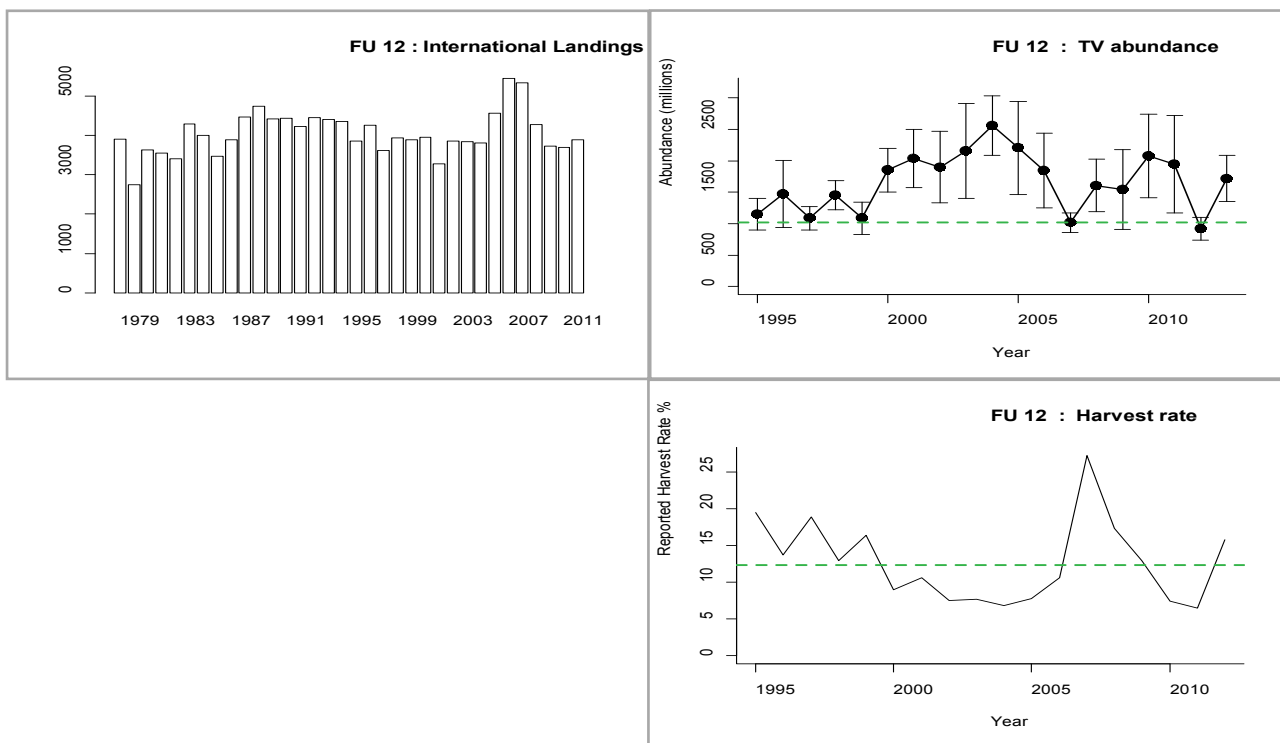 FU 12 : International Landings
5000
3000
1000
0
1979 1983 1987 1991 1995 1999 2003 2007 2011
FU 12 : TV abundance
Abundance (millions)
2500
1500
500
0
1995 2000 2005 2010
Year
FU 12 : Harvest rate
Reported Harvest Rate %
25
20
15
10
5
0
1995 2000 2005 2010
Year